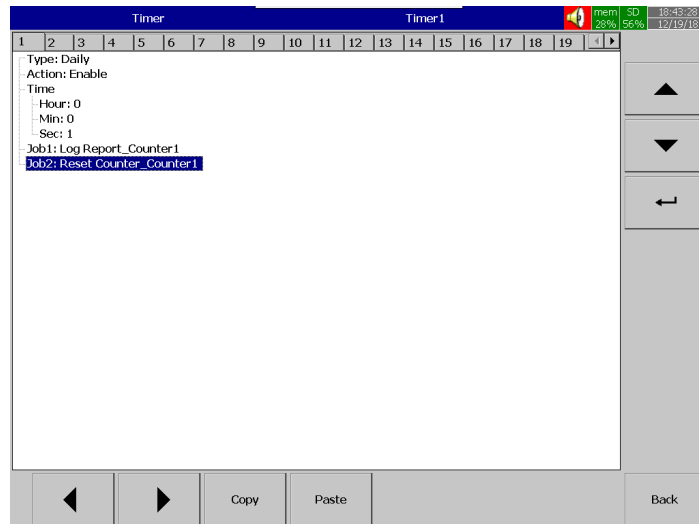 Timer Timer1 mem SD 18:43:28
28% 56% 12/19/18
1 2 3 4 5 6 7 8 9 10 11 12 13 14 15 16 17 18 19
Type: Daily
Action: Enable
Time
Hour: 0
Min: 0
Sec: 1
Job1: Log Report_Counter1
Job2: Reset Counter_Counter1
Copy Paste Back